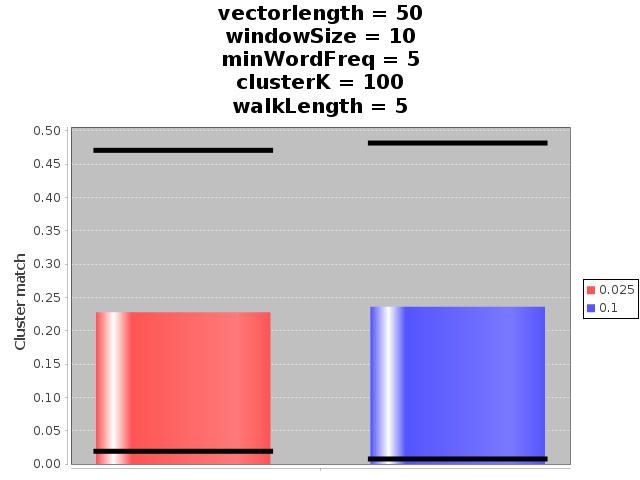 vectorlength = 50
windowSize = 10
minWordFreq = 5
clusterK = 100
walkLength = 5
0.50
0.45
0.40
0.35
0.30
0.25
0.20
0.15
0.10
0.05
0.00
Cluster match
0.025
0.1